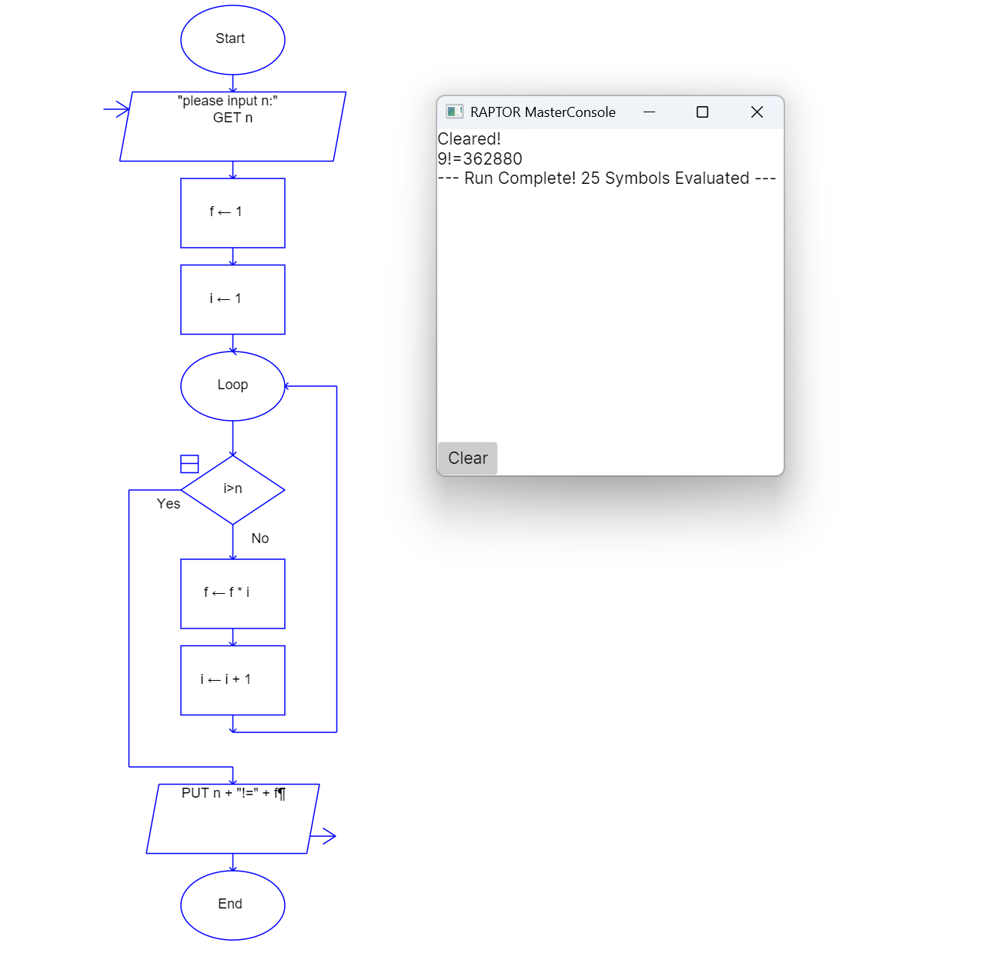 Start
"please input n:"
GET n
f ← 1
i ← 1
Loop
i>n
Yes
No
f ← f * i
i ← i + 1
PUT n + "!=" + f¶
End
RAPTOR MasterConsole
Cleared!
9!=362880
--- Run Complete! 25 Symbols Evaluated ---
Clear